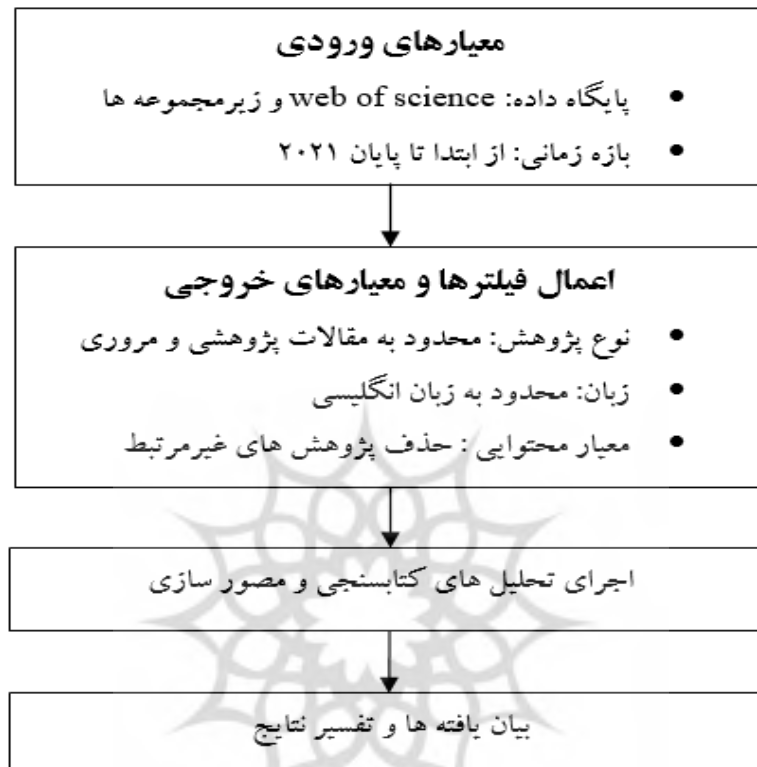 معیارهای ورودی
• پایگاه داده: web of science و زیرمجموعه ها
• بازه زمانی: از ابتدا تا پایان ۲۰۲۱
اعمال فیلترها و معیارهای خروجی
• نوع پژوهش: محدود به مقالات پژوهشی و مروری
• زبان: محدود به زبان انگلیسی
• معیار محتوایی : حذف پژوهش های غیرمرتبط
اجرای تحلیل های کتابسنجی و مصور سازی
بیان یافته ها و تفسیر نتایج